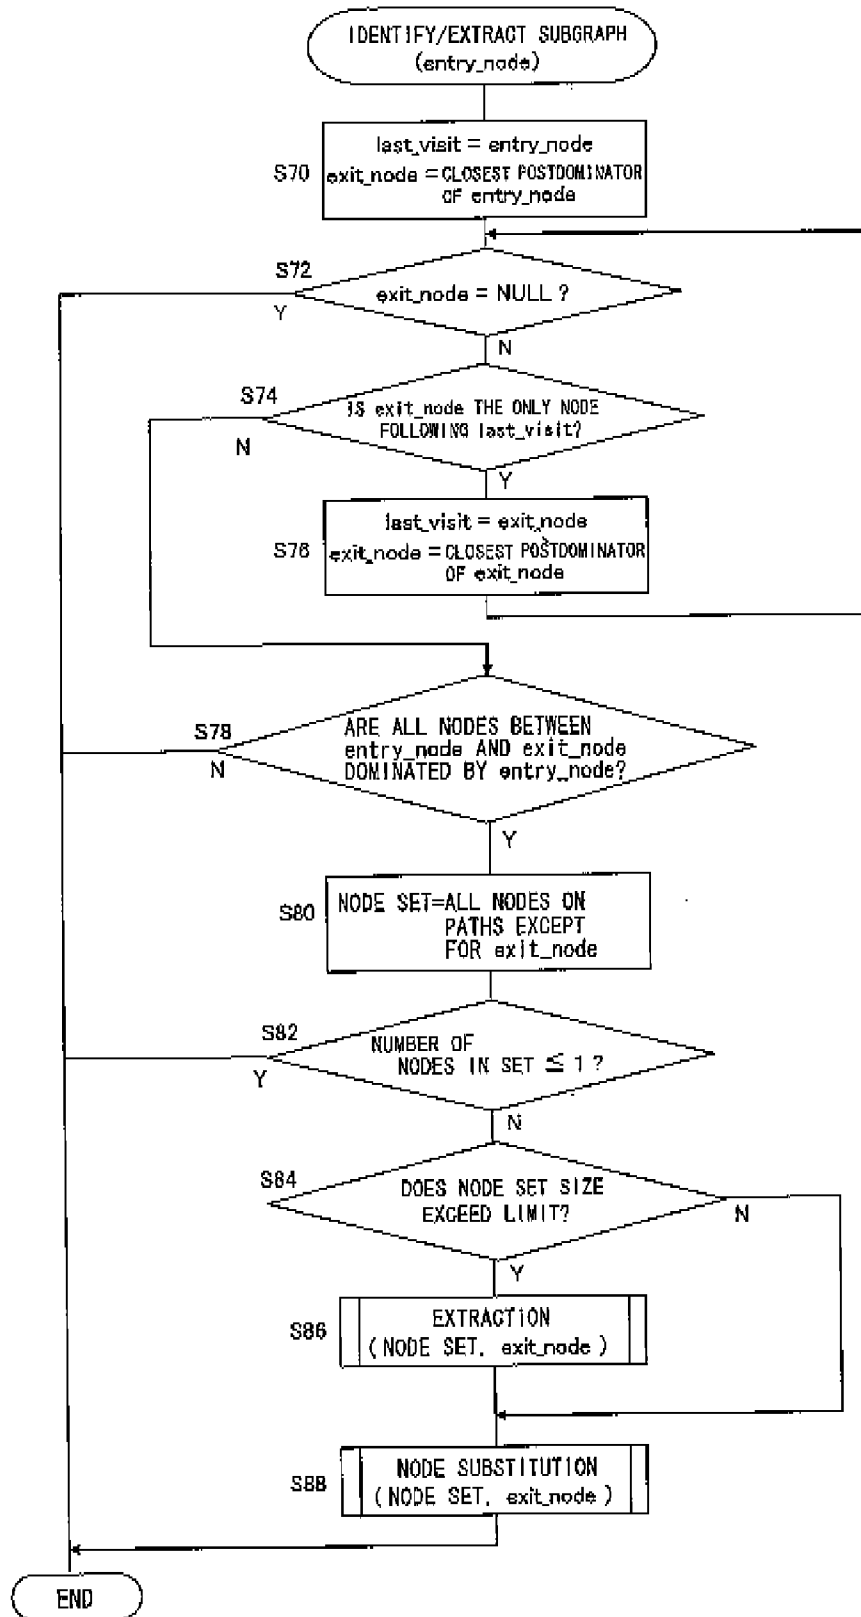 IDENTIFY/EXTRACT SUBGRAPH
(entry_node)
S70
last_visit = entry_node
exit_node = CLOSEST POSTDOMINATOR
OF entry_node
S72
exit_node = NULL ?
Y
N
S74
IS exit_node THE ONLY NODE
FOLLOWING last_visit?
N
Y
S76
last_visit = exit_node
exit_node = CLOSEST POSTDOMINATOR
OF exit_node
S78
ARE ALL NODES BETWEEN
entry_node AND exit_node
DOMINATED BY entry_node?
N
Y
S80
NODE SET=ALL NODES ON
PATHS EXCEPT
FOR exit_node
S82
NUMBER OF
NODES IN SET ≦ 1 ?
Y
N
S84
DOES NODE SET SIZE
EXCEED LIMIT?
N
Y
S86
EXTRACTION
( NODE SET, exit_node )
S88
NODE SUBSTITUTION
( NODE SET, exit_node )
END